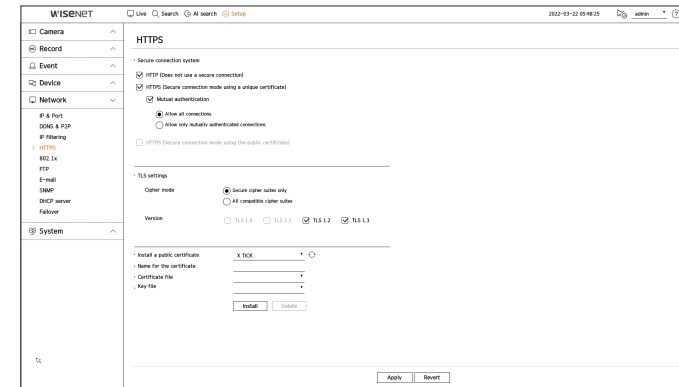 WISENET
Live Search AI search Setup 2022-03-22 05:48:25 admin ?
Camera
Record
Event
Device
Network
IP & Port
DDNS & P2P
IP filtering
> HTTPS
802.1x
FTP
E-mail
SNMP
DHCP server
Failover
System
HTTPS
Secure connection system
HTTP (Does not use a secure connection)
HTTPS (Secure connection mode using a unique certificate)
Mutual authentication
Allow all connections
Allow only mutually authenticated connections
HTTPS (Secure connection mode using the public certificate)
TLS settings
Cipher mode Secure cipher suites only
All compatible cipher suites
Version TLS 1.0 TLS 1.1 TLS 1.2 TLS 1.3
Install a public certificate X TICK
Name for the certificate
Certificate file
Key file
Install Delete
Apply Revert